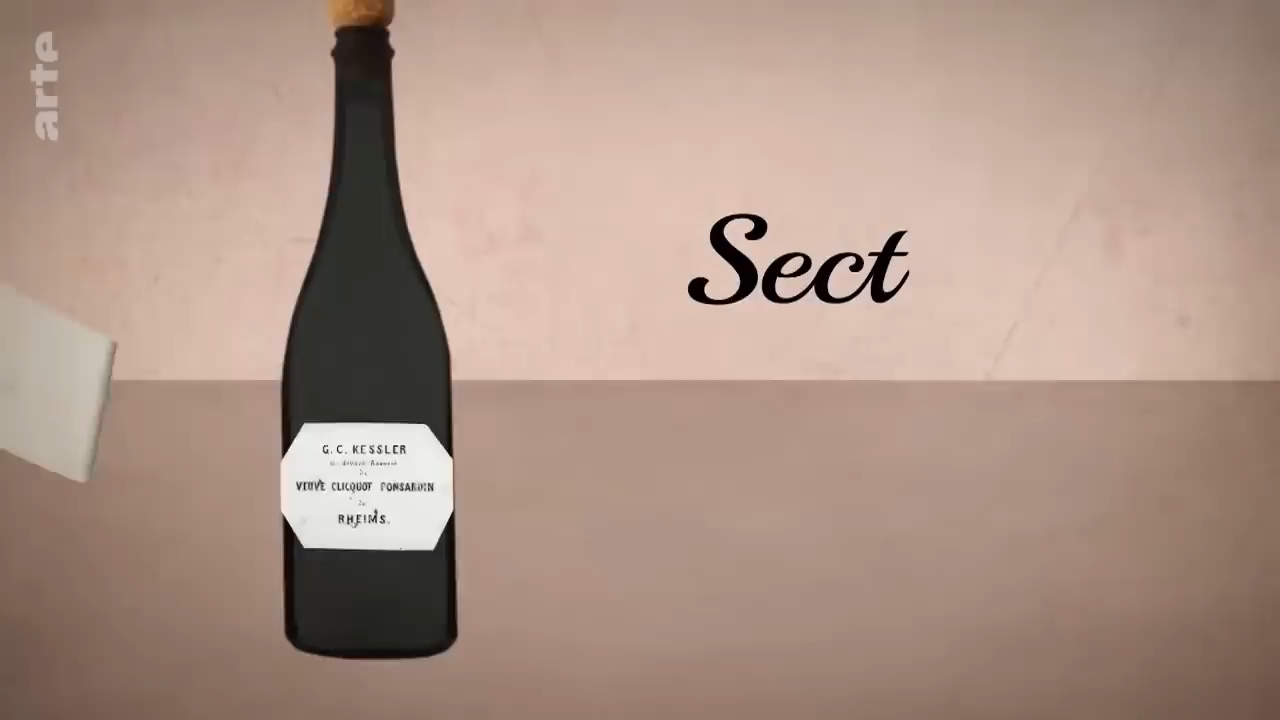 arte
Sect
G. C. KESSLER
VEUVE CLICQUOT PONSARDIN
RHEIMS.